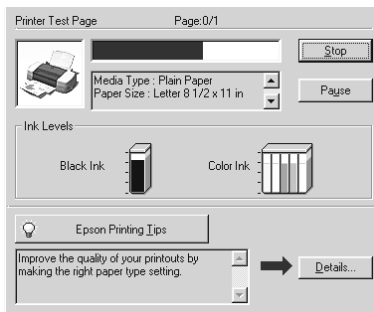 Printer Test Page Page:0/1
Stop
Media Type : Plain Paper
Paper Size : Letter 8 1/2 x 11 in
Pause
Ink Levels
Black Ink Color Ink
Epson Printing Tips
Improve the quality of your printouts by
making the right paper type setting.
Details...